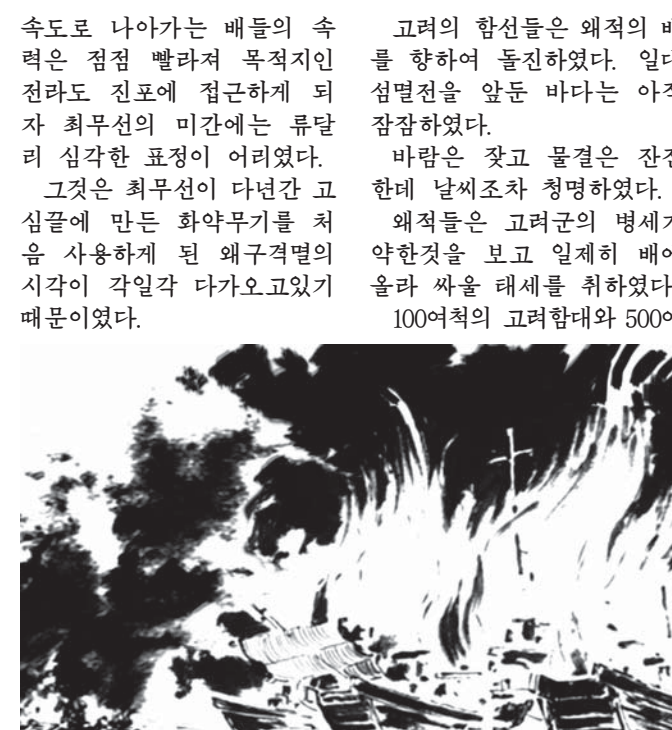 속도로 나아가는 배들의 속
력은 점점 빨라져 목적지인
전라도 진포에 접근하게 되
자 최무선의 미간에는 류달
리 심각한 표정이 어리였다.
그것은 최무선이 다년간 고
심끝에 만든 화약무기를 처
음 사용하게 된 왜구격멸의
시각이 각일각 다가오고있기
때문이였다.
고려의 함선들은 왜적의
를 향하여 돌진하였다.
섬멸전을 앞둔 바다는
잠잠하였다.
바람은 잦고 물결은
한데 날씨조차 청명하였다.
왜적들은 고려군의
약한것을 보고 일제히
올라 싸울 태세를 취하였다
100여척의 고려함대와